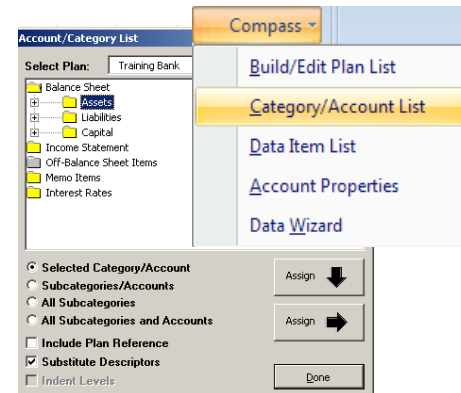 Account/Category List
Select Plan: Training Bank
Balance Sheet
Assets
Liabilities
Capital
Income Statement
Off-Balance Sheet Items
Memo Items
Interest Rates
Compass
Build/Edit Plan List
Category/Account List
Data Item List
Account Properties
Data Wizard
Selected Category/Account
Subcategories/Accounts
All Subcategories
All Subcategories and Accounts
Include Plan Reference
Substitute Descriptors
Indent Levels
Assign
Assign
Done